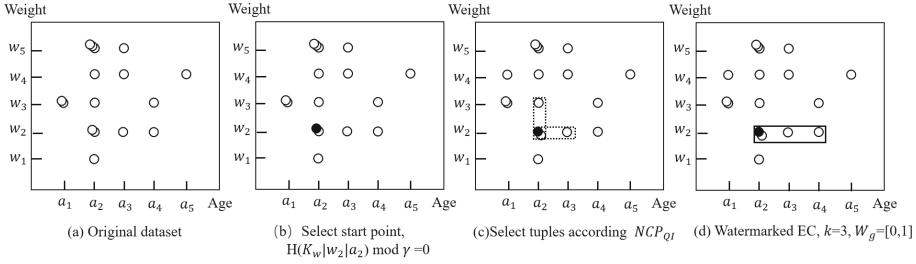 Weight
w5
w4
w3
w2
w1
a1 a2 a3 a4 a5 Age
(a) Original dataset
Weight
w5
w4
w3
w2
w1
a1 a2 a3 a4 a5 Age
(b) Select start point,
H(Kw|w2|a2) mod γ =0
Weight
w5
w4
w3
w2
w1
a1 a2 a3 a4 a5 Age
(c)Select tuples according NCPQI
Weight
w5
w4
w3
w2
w1
a1 a2 a3 a4 a5 Age
(d) Watermarked EC, k=3, Wg=[0,1]